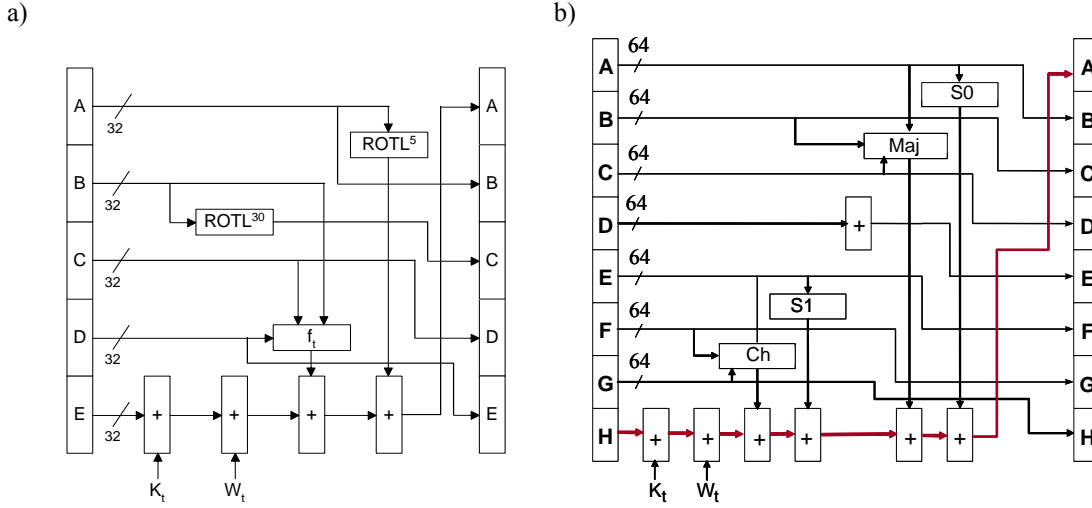 a)
A
32
B
32
C
32
D
32
E
32
ROTL⁵
ROTL³⁰
fₜ
+
+
+
+
Kₜ
Wₜ
A
B
C
D
E
b)
A
64
B
64
C
64
D
64
E
64
F
64
G
64
H
S0
Maj
+
S1
Ch
+
+
+
+
+
+
Kₜ
Wₜ
A
B
C
D
E
F
G
H